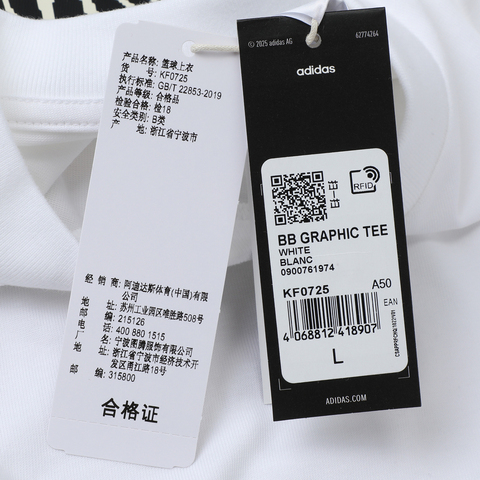 产品名称: 篮球上衣
货 号: KF0725
执行标准: GB/T 22853-2019
产品等级: 合格品
检验合格: 检18
安全类别: B类
产 地: 浙江省宁波市
经 销 商: 阿迪达斯体育(中国)有限
公司
地 址: 苏州工业园区唯胜路508号
邮 编: 215126
电 话: 400 880 1515
厂 名: 宁波图腾服饰有限公司
地 址: 浙江省宁波市经济技术开
发区甬江路18号
邮 编: 315800
合格证
© 2025 adidas AG
62774264
adidas
RFID
BB GRAPHIC TEE
WHITE
BLANC
0900761974
KF0725
A50
EAN
4 068812 418907
L
ADIDAS.COM